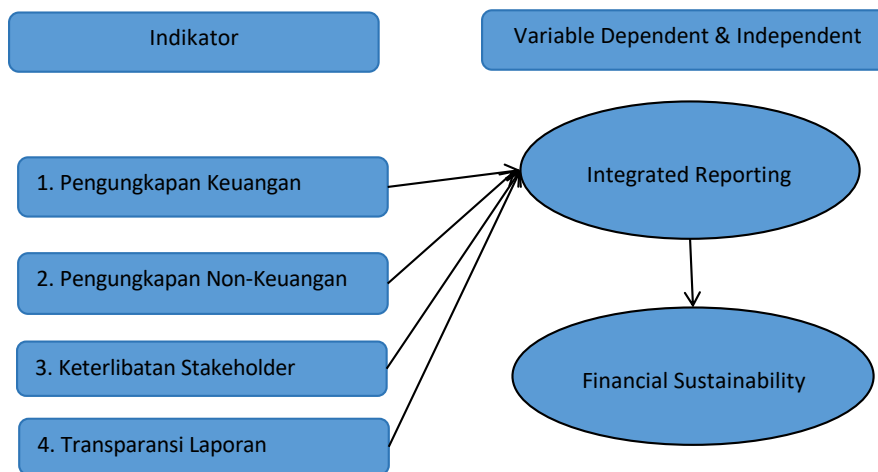 Indikator
Variable Dependent & Independent
1. Pengungkapan Keuangan
2. Pengungkapan Non-Keuangan
3. Keterlibatan Stakeholder
4. Transparansi Laporan
Integrated Reporting
Financial Sustainability